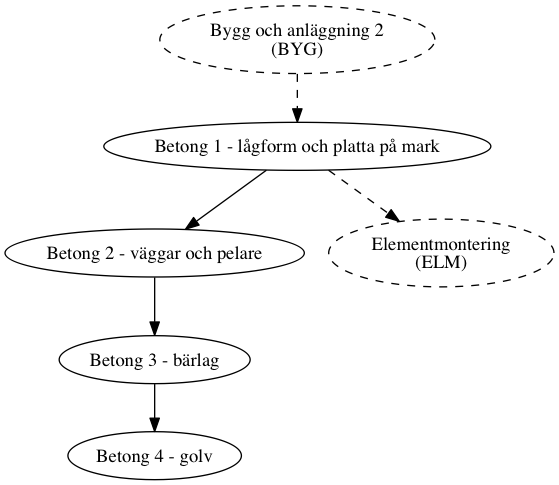 Bygg och anläggning 2
(BYG)
Betong 1 - lågform och platta på mark
Betong 2 - väggar och pelare
Elementmontering
(ELM)
Betong 3 - bärlag
Betong 4 - golv